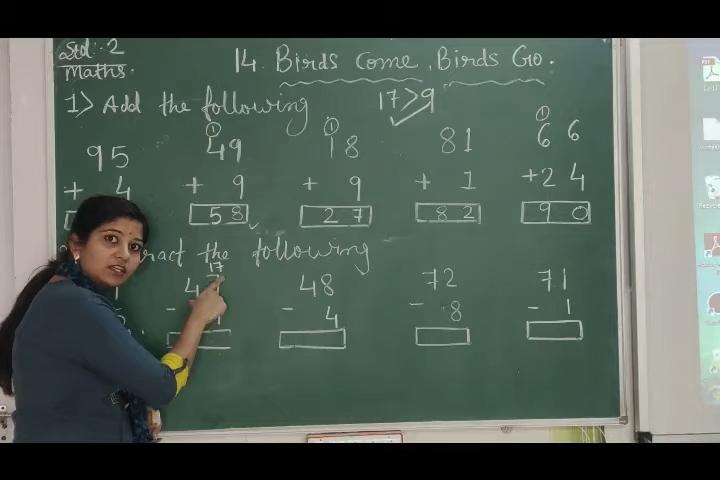 Std: 2
Maths.
14. Birds Come, Birds Go.
1> Add the following 17>9
① ① ①
95 49 18 81 66
+ 4 + 9 + 9 + 1 +24
58 27 82 90
ract the following
17
4 48 72 71
- - 4 - 8 - 1